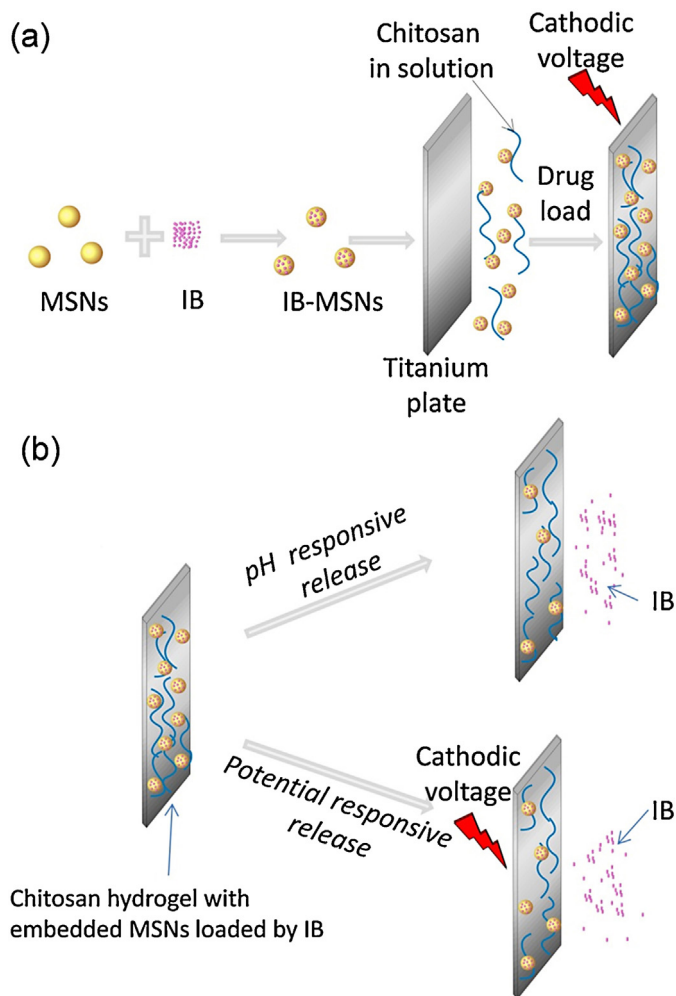 (a)
Chitosan
in solution
Cathodic
voltage
Drug
load
MSNs
IB
IB-MSNs
Titanium
plate
(b)
pH responsive
release
IB
Cathodic
voltage
Potential responsive
release
IB
Chitosan hydrogel with
embedded MSNs loaded by IB